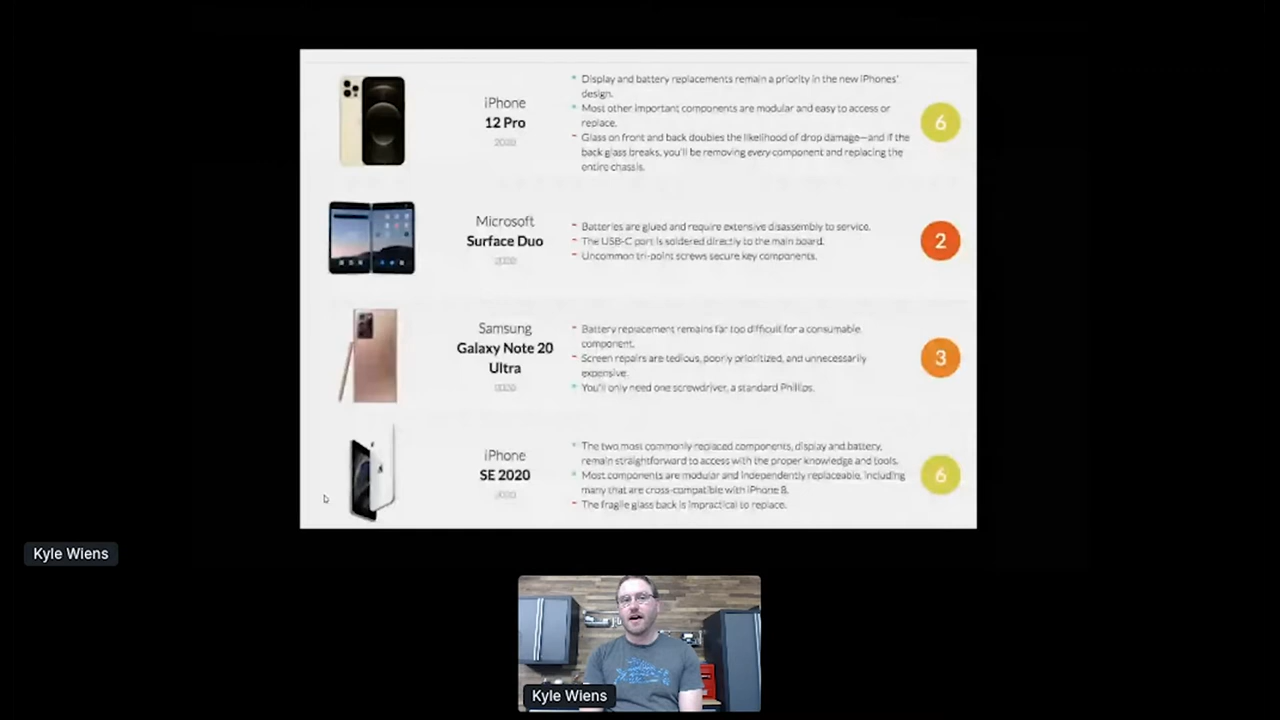 Display and battery replacements remain a priority in the new iPhones'
design.
Most other important components are modular and easy to access or
replace.
Glass on front and back doubles the likelihood of drop damage—and if the
back glass breaks, you'll be removing every component and replacing the
entire chassis.
iPhone
12 Pro
2020
6
Microsoft
Surface Duo
2020
Batteries are glued and require extensive disassembly to service.
The USB-C port is soldered directly to the main board.
Uncommon tri-point screws secure key components.
2
Samsung
Galaxy Note 20
Ultra
2020
Battery replacement remains far too difficult for a consumable
component.
Screen repairs are tedious, poorly prioritized, and unnecessarily
expensive.
You'll only need one screwdriver, a standard Phillips.
3
iPhone
SE 2020
2020
The two most commonly replaced components, display and battery,
remain straightforward to access with the proper knowledge and tools.
Most components are modular and independently replaceable, including
many that are cross-compatible with iPhone 8.
The fragile glass back is impractical to replace.
6
Kyle Wiens
Kyle Wiens